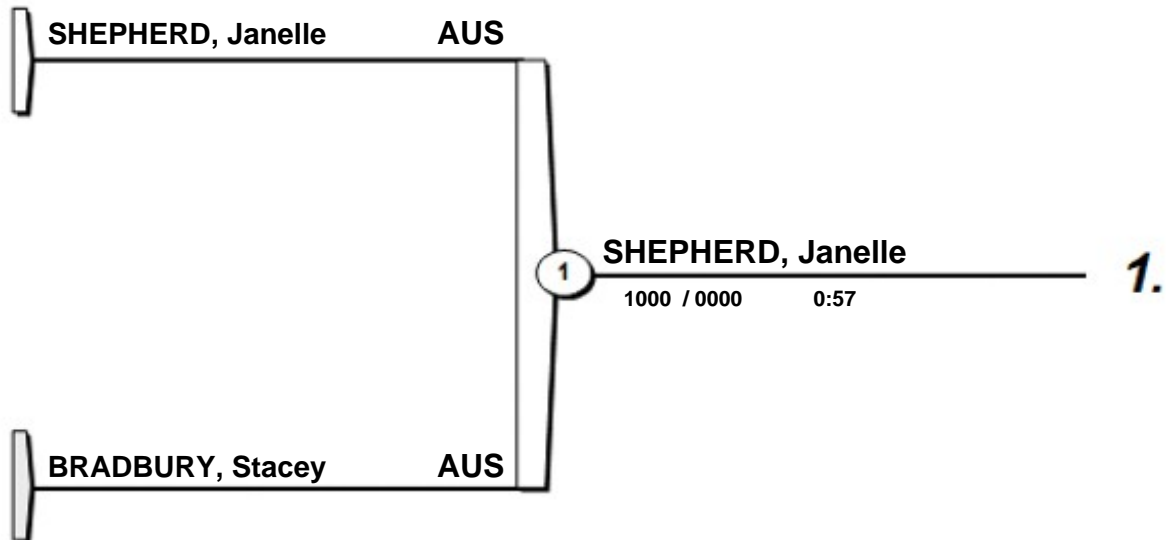 SHEPHERD, Janelle AUS
1 SHEPHERD, Janelle 1.
1000 / 0000 0:57
BRADBURY, Stacey AUS